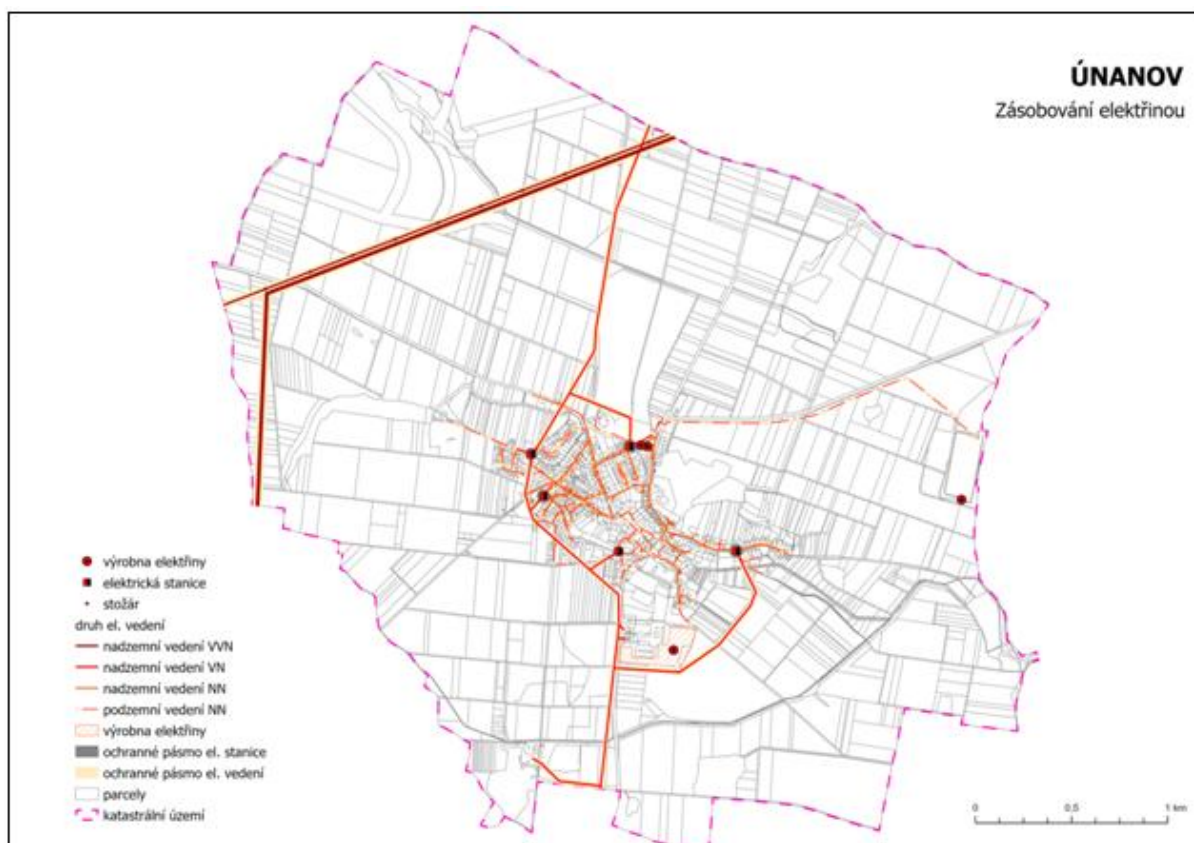 ÚNANOV
Zásobování elektřinou
výrobna elektřiny
elektrická stanice
stožár
druh el. vedení
nadzemní vedení VVN
nadzemní vedení VN
nadzemní vedení NN
podzemní vedení NN
výrobna elektřiny
ochranné pásmo el. stanice
ochranné pásmo el. vedení
parcely
katastrální území
0 0,5 1 km